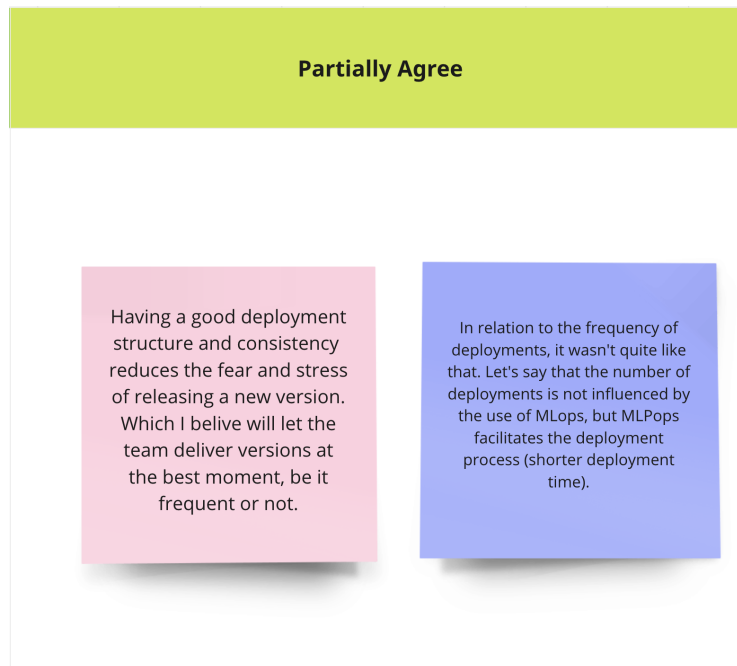 Partially Agree
Having a good deployment
structure and consistency
reduces the fear and stress
of releasing a new version.
Which I belive will let the
team deliver versions at
the best moment, be it
frequent or not.
In relation to the frequency of
deployments, it wasn't quite like
that. Let's say that the number of
deployments is not influenced by
the use of MLops, but MLPops
facilitates the deployment
process (shorter deployment
time).